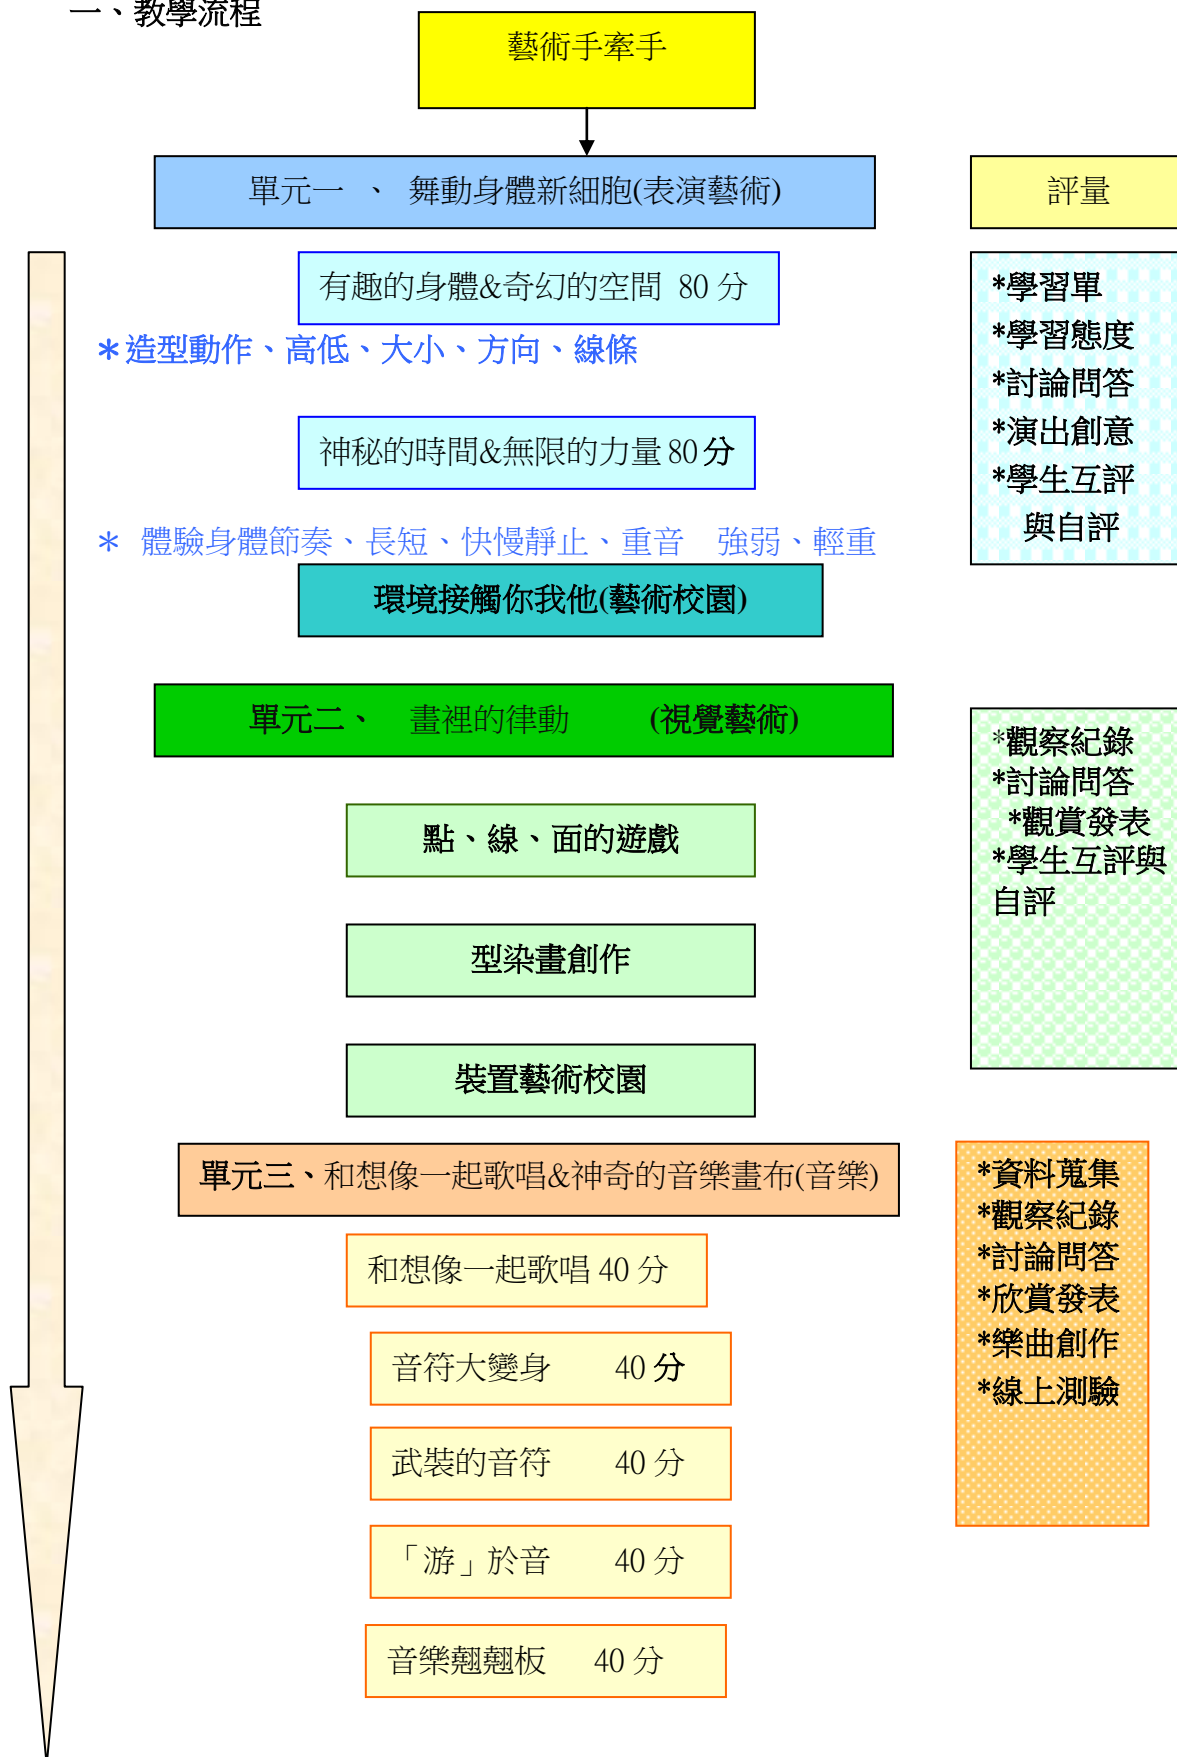 一、教學流程
藝術手牽手
單元一 、 舞動身體新細胞(表演藝術)
評量
有趣的身體&奇幻的空間 80 分
*造型動作、高低、大小、方向、線條
神秘的時間&無限的力量 80 分
* 體驗身體節奏、長短、快慢靜止、重音 強弱、輕重
環境接觸你我他(藝術校園)
*學習單
*學習態度
*討論問答
*演出創意
*學生互評
與自評
單元二、 畫裡的律動 (視覺藝術)
點、線、面的遊戲
型染畫創作
裝置藝術校園
*觀察紀錄
*討論問答
*觀賞發表
*學生互評與
自評
單元三、和想像一起歌唱&神奇的音樂畫布(音樂)
和想像一起歌唱 40 分
音符大變身 40 分
武裝的音符 40 分
「游」於音 40 分
音樂翹翹板 40 分
*資料蒐集
*觀察紀錄
*討論問答
*欣賞發表
*樂曲創作
*線上測驗